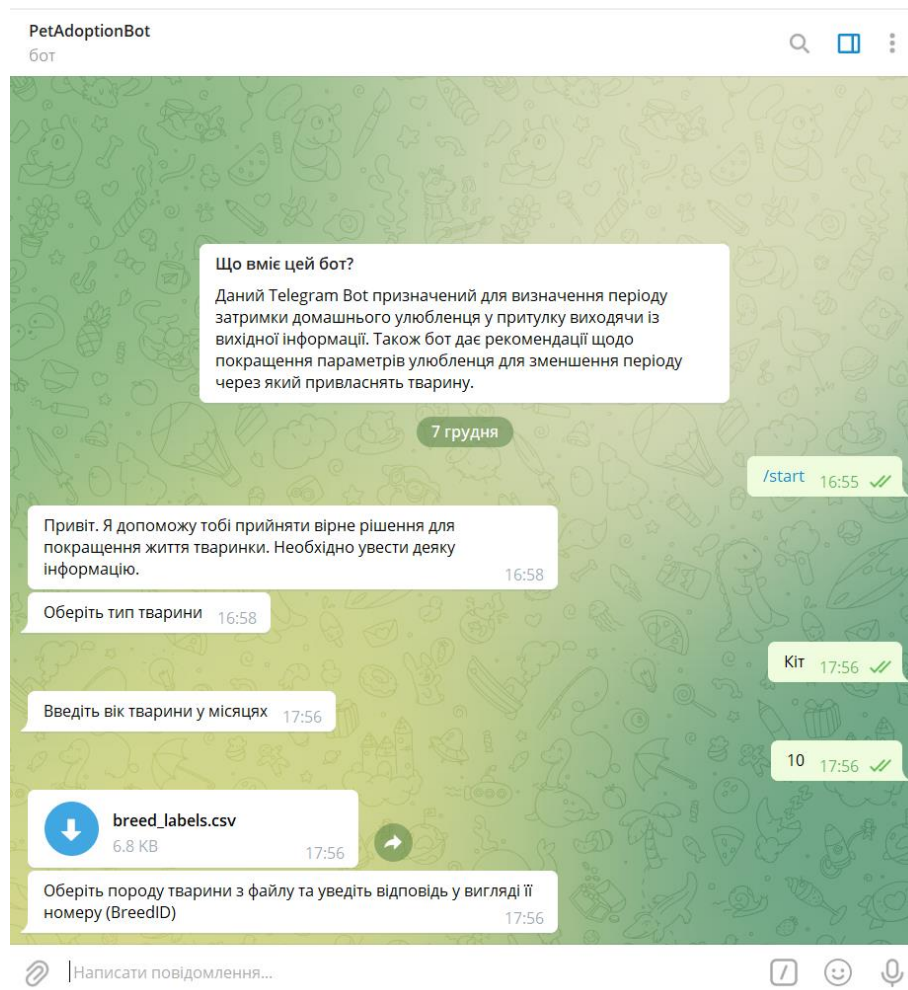 PetAdoptionBot
бот
Що вміє цей бот?
Даний Telegram Bot призначений для визначення періоду
затримки домашнього улюбленця у притулку виходячи із
вихідної інформації. Також бот дає рекомендації щодо
покращення параметрів улюбленця для зменшення періоду
через який привласнять тварину.
7 грудня
/start 16:55
Привіт. Я допоможу тобі прийняти вірне рішення для
покращення життя тваринки. Необхідно увести деяку
інформацію. 16:58
Оберіть тип тварини 16:58
Кіт 17:56
Введіть вік тварини у місяцях 17:56
10 17:56
breed_labels.csv
6.8 KB 17:56
Оберіть породу тварини з файлу та уведіть відповідь у вигляді її
номеру (BreedID) 17:56
Написати повідомлення...